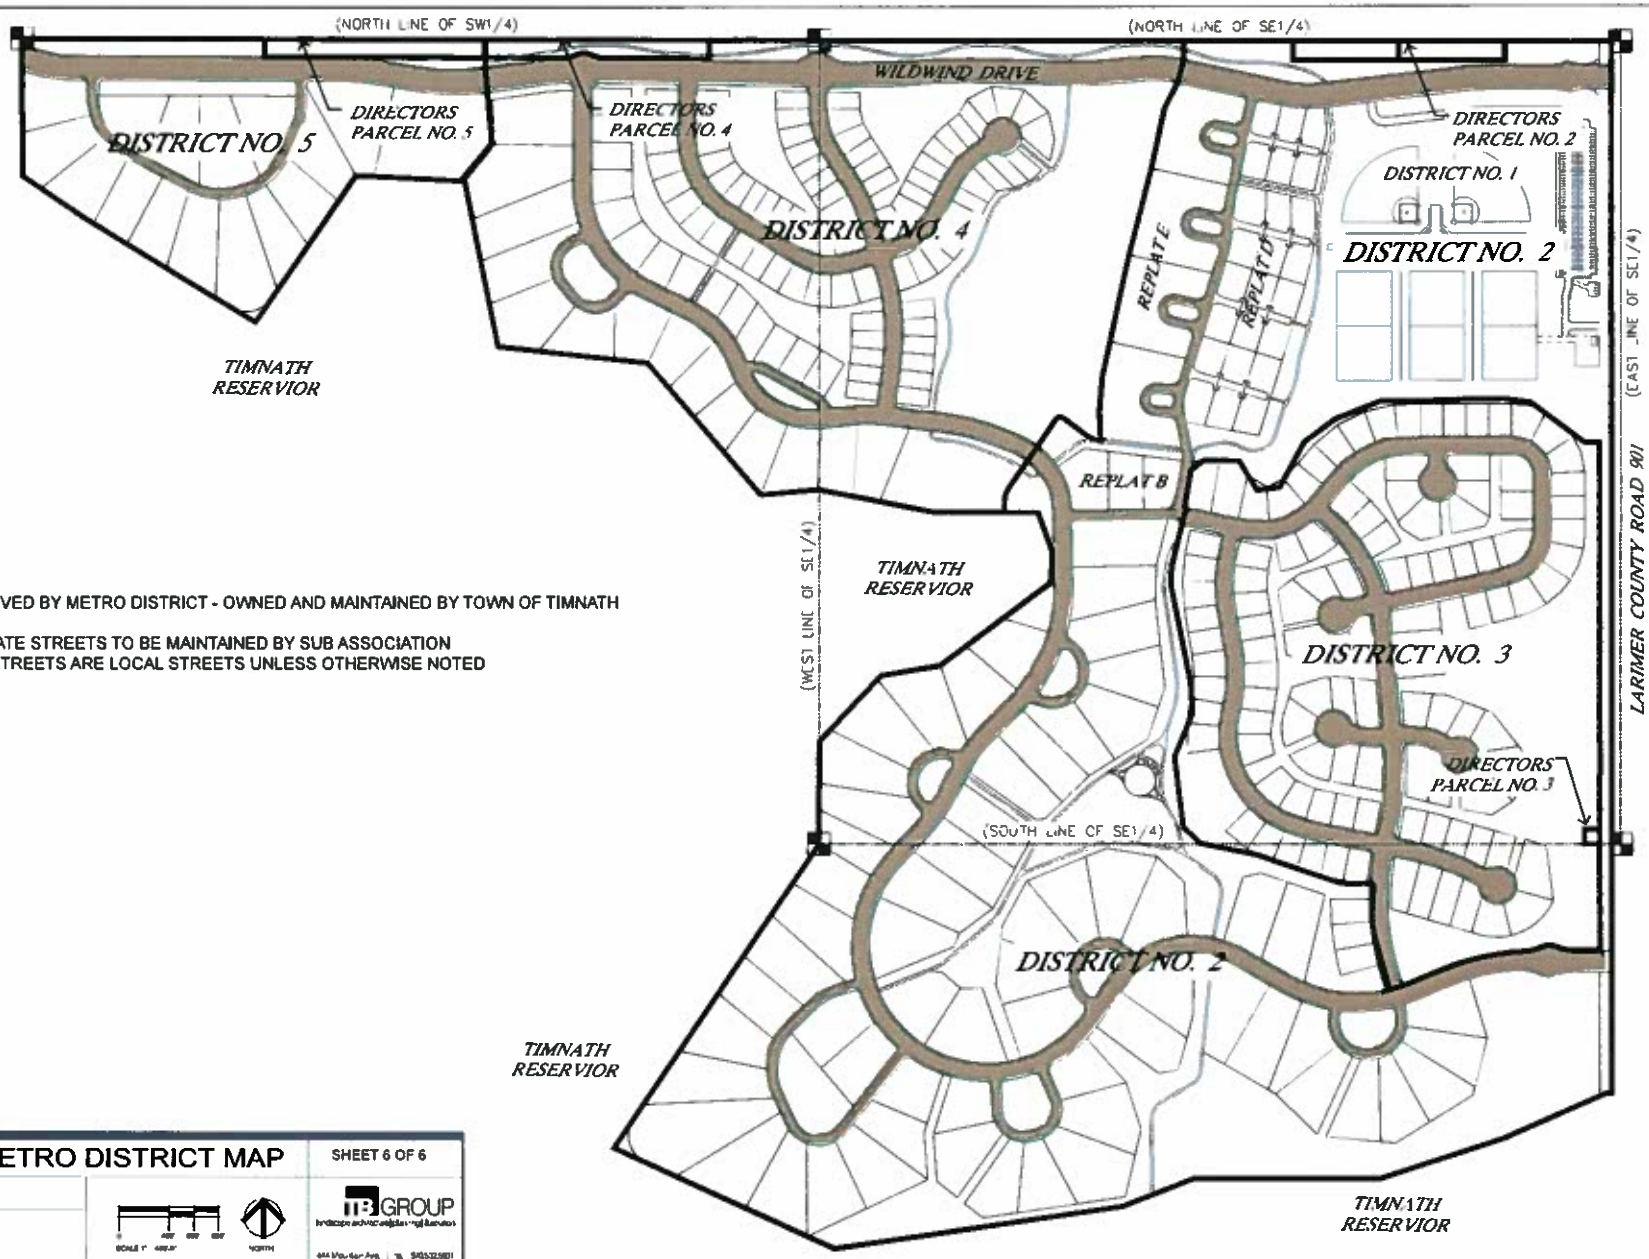 (NORTH LINE OF SW1/4)
(NORTH LINE OF SE1/4)
WILDWIND DRIVE
DISTRICT NO. 5
DIRECTORS
PARCEL NO. 5
DIRECTORS
PARCEL NO. 4
DISTRICT NO. 4
REPLATE
REPLAT D
DIRECTORS
PARCEL NO. 2
DISTRICT NO. 1
DISTRICT NO. 2
(EAST LINE OF SE1/4)
TIMNATH
RESERVIOR
REPLAT B
LARIMER COUNTY ROAD 901
(WEST LINE OF SE1/4)
TIMNATH
RESERVIOR
VED BY METRO DISTRICT - OWNED AND MAINTAINED BY TOWN OF TIMNATH
ATE STREETS TO BE MAINTAINED BY SUB ASSOCIATION
TREETS ARE LOCAL STREETS UNLESS OTHERWISE NOTED
DISTRICT NO. 3
DIRECTORS
PARCEL NO. 3
(SOUTH LINE OF SE1/4)
DISTRICT NO. 2
TIMNATH
RESERVIOR
TIMNATH
RESERVIOR
ETRO DISTRICT MAP
SHEET 6 OF 6
TB GROUP
NORTH